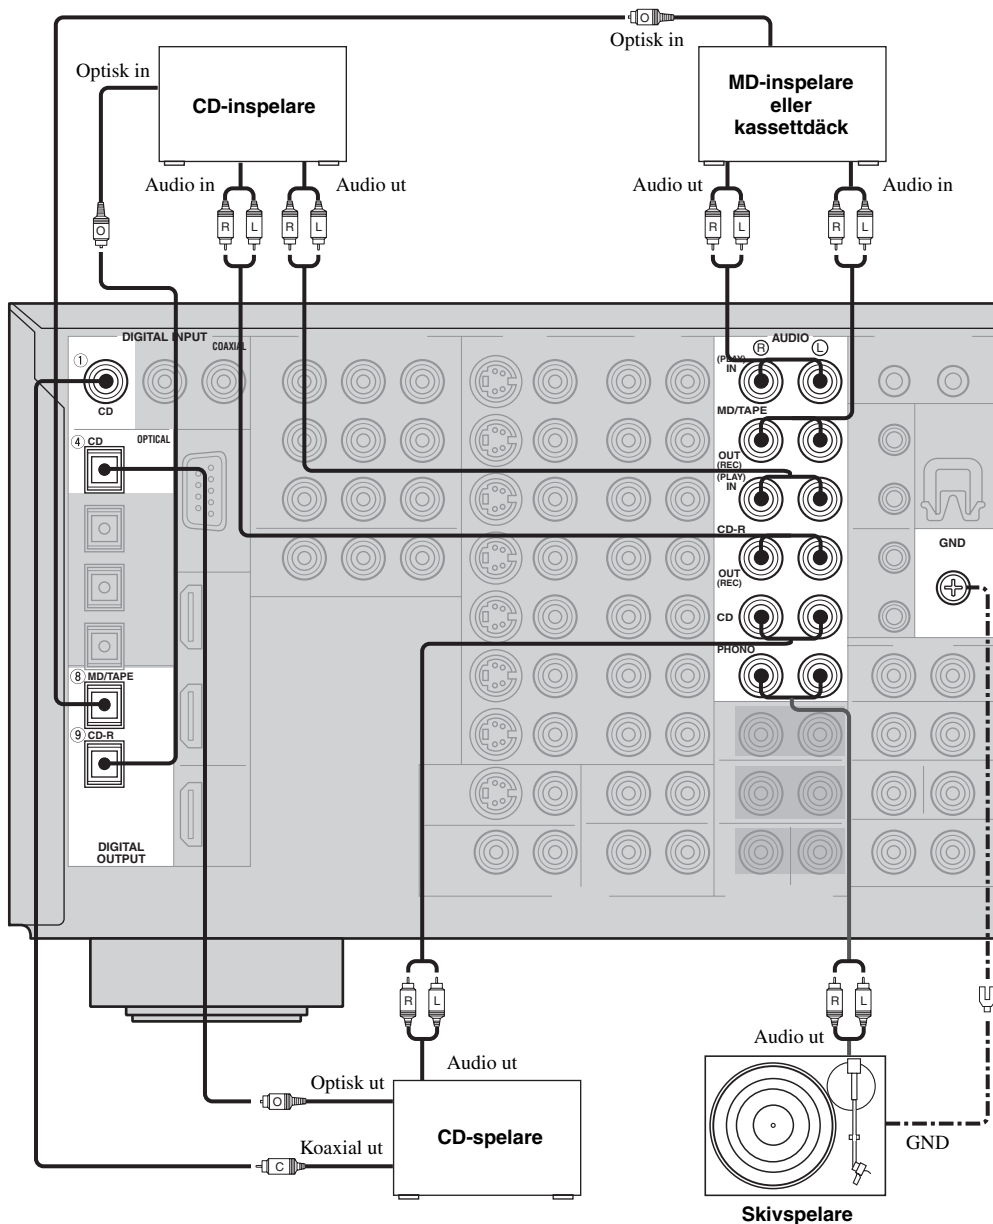 O
Optisk in
Optisk in
CD-inspelare
MD-inspelare
eller
kassettdäck
Audio in
Audio ut
Audio ut
Audio in
O
R
L
R
L
R
L
R
L
DIGITAL INPUT
COAXIAL
①
CD
④ CD
OPTICAL
⑧ MD/TAPE
⑨ CD-R
DIGITAL
OUTPUT
AUDIO
R
L
(PLAY)
IN
MD/TAPE
OUT
(REC)
(PLAY)
IN
CD-R
OUT
(REC)
CD
PHONO
GND
R
L
R
L
Audio ut
Audio ut
Optisk ut
O
Koaxial ut
C
CD-spelare
GND
Skivspelare